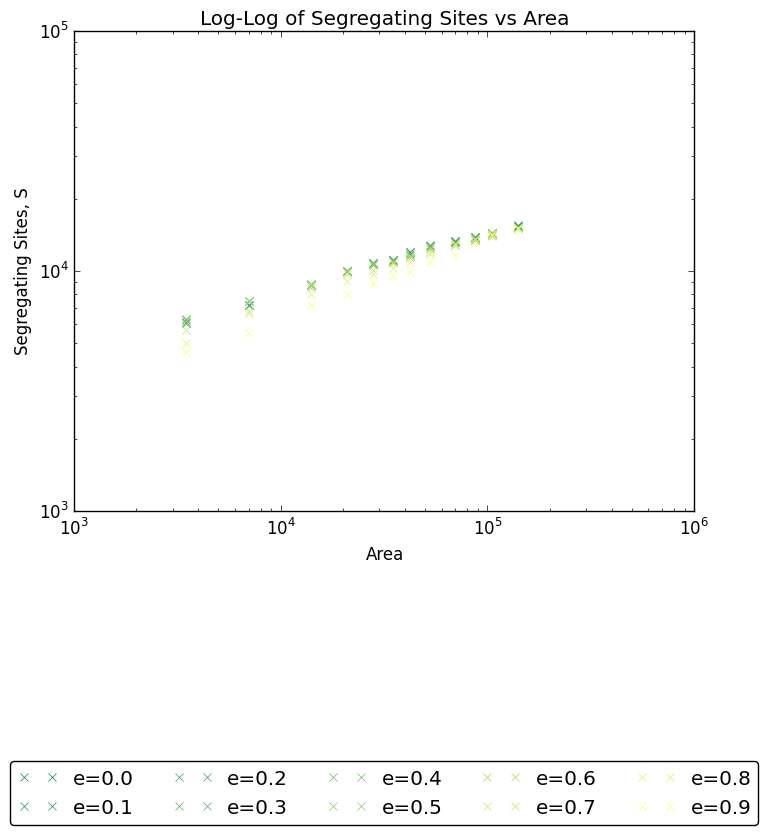 Log-Log of Segregating Sites vs Area
10^5
10^4
10^3
Segregating Sites, S
10^3 10^4 10^5 10^6
Area
e=0.0 e=0.2 e=0.4 e=0.6 e=0.8
e=0.1 e=0.3 e=0.5 e=0.7 e=0.9